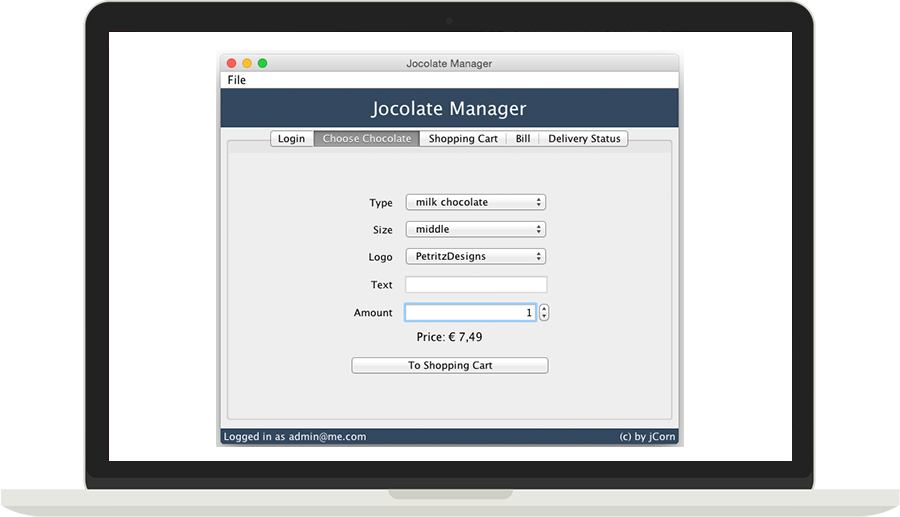 Jocolate Manager
File
Jocolate Manager
Login Choose Chocolate Shopping Cart Bill Delivery Status
Type milk chocolate
Size middle
Logo PetritzDesigns
Text
Amount 1
Price: € 7,49
To Shopping Cart
Logged in as admin@me.com (c) by jCorn